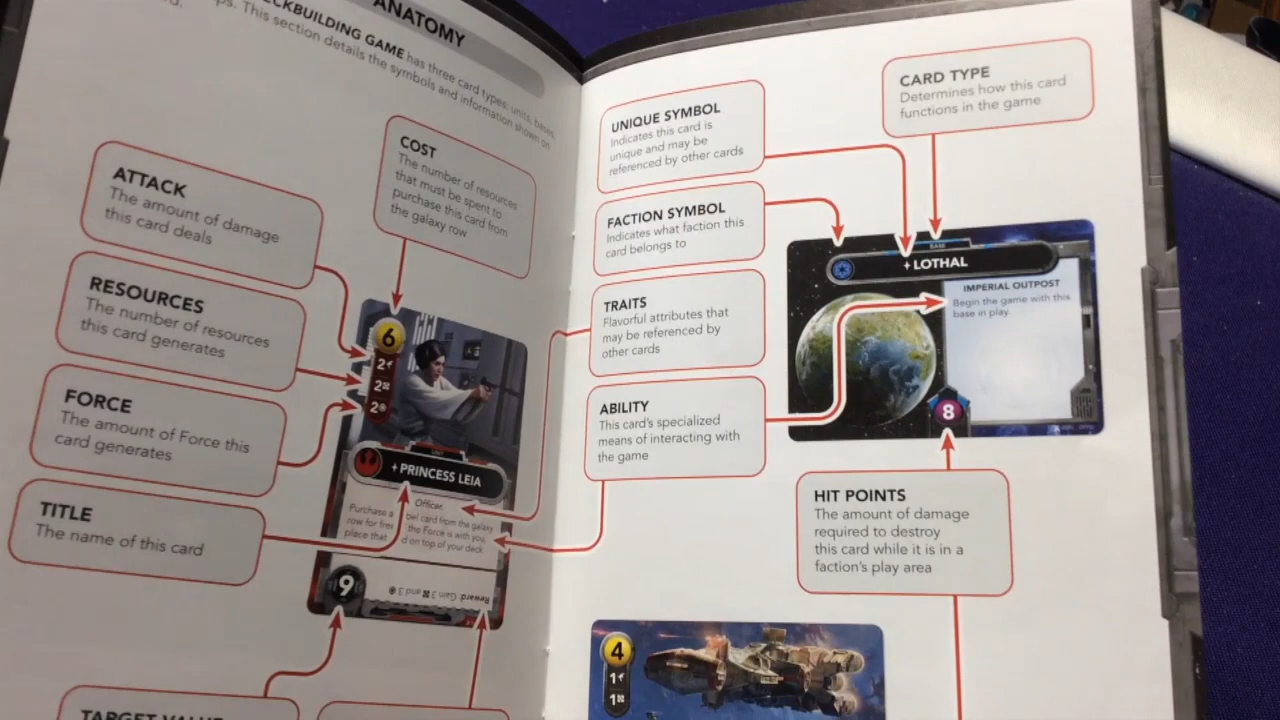 ANATOMY
ECKBUILDING GAME has three card types: units, bases,
ps. This section details the symbols and information shown on
COST
The number of resources
that must be spent to
purchase this card from
the galaxy row
ATTACK
The amount of damage
this card deals
RESOURCES
The number of resources
this card generates
FORCE
The amount of Force this
card generates
TITLE
The name of this card
6
2
2
2
UNIT
PRINCESS LEIA
Officer
Purchase a
bel card from the galaxy
row for free
the Force is with you,
place that
d on top of your deck.
9
Reward: Gain 3 and 3
TARGET VALUE
UNIQUE SYMBOL
Indicates this card is
unique and may be
referenced by other cards
FACTION SYMBOL
Indicates what faction this
card belongs to
TRAITS
Flavorful attributes that
may be referenced by
other cards
ABILITY
This card's specialized
means of interacting with
the game
CARD TYPE
Determines how this card
functions in the game
BASE
LOTHAL
IMPERIAL OUTPOST
Begin the game with this
base in play.
8
HIT POINTS
The amount of damage
required to destroy
this card while it is in a
faction's play area
4
1
1